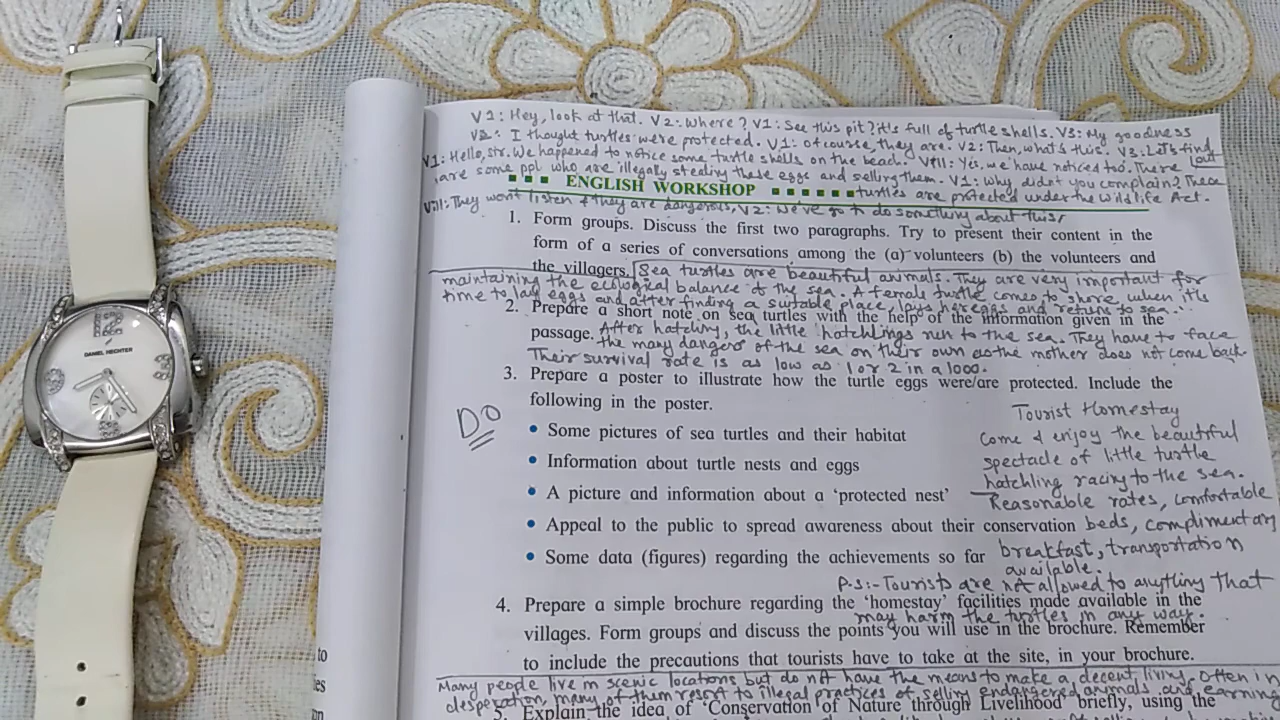 V1: Hey, look at that. V2: Where? V1: See this pit? it's full of turtle shells. V3: My goodness
V2: I thought turtles were protected. V1: Of course, they are. V2: Then, what's this. V3: Let's find out
V1: Hello, sir. We happened to notice some turtle shells on the beach. Vill: Yes, we have noticed too. There
are some ppl who are illegally stealing these eggs and selling them. V1: Why didn't you complain? These
ENGLISH WORKSHOP
turtles are protected under the Wildlife Act.
Vill: They won't listen & they are dangerous, V2: We've go to do something about this,
1. Form groups. Discuss the first two paragraphs. Try to present their content in the
form of a series of conversations among the (a) volunteers (b) the volunteers and
the villagers.
Sea turtles are beautiful animals. They are very important for
maintaining the ecological balance of the sea. A female turtle comes to shore when it's
time to lay eggs and after finding a suitable place, lays her eggs and return to sea...
2. Prepare a short note on sea turtles with the help of the information given in the
passage.
After hatching, the little hatchlings run to the sea. They have to face
the many dangers of the sea on their own as the mother does not come back
Their survival rate is as low as 1 or 2 in a 1000.
3. Prepare a poster to illustrate how the turtle eggs were/are protected. Include the
following in the poster.
DO
• Some pictures of sea turtles and their habitat
• Information about turtle nests and eggs
• A picture and information about a 'protected nest'
• Appeal to the public to spread awareness about their conservation
• Some data (figures) regarding the achievements so far
Tourist Homestay
Come & enjoy the beautiful
spectacle of little turtle
hatchling racing to the sea.
Reasonable rates, comfortable
beds, complimentary
breakfast, transportation
available.
P.S:- Tourists are not allowed to anything that
may harm the turtles in any way.
4. Prepare a simple brochure regarding the 'homestay' facilities made available in the
villages. Form groups and discuss the points you will use in the brochure. Remember
to include the precautions that tourists have to take at the site, in your brochure.
Many people live in scenic locations but do not have the means to make a decent living. Often in
desperation, many of them resort to illegal practices of selling endangered animals and earning
5. Explain the idea of 'Conservation of Nature through Livelihood' briefly, using the
to
es
12
DANIEL HECHTER